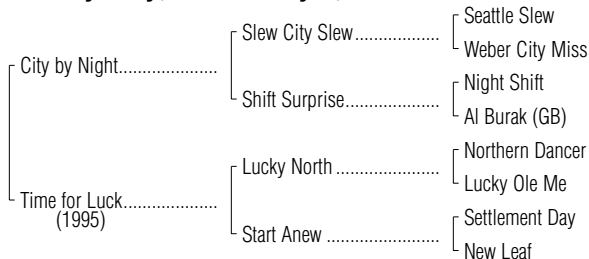 Seattle Slew
Slew City Slew....................
Weber City Miss
City by Night.......................
Night Shift
Shift Surprise.......................
Al Burak (GB)
Northern Dancer
Lucky North ........................
Lucky Ole Me
Time for Luck......................
(1995)
Settlement Day
Start Anew ..........................
New Leaf